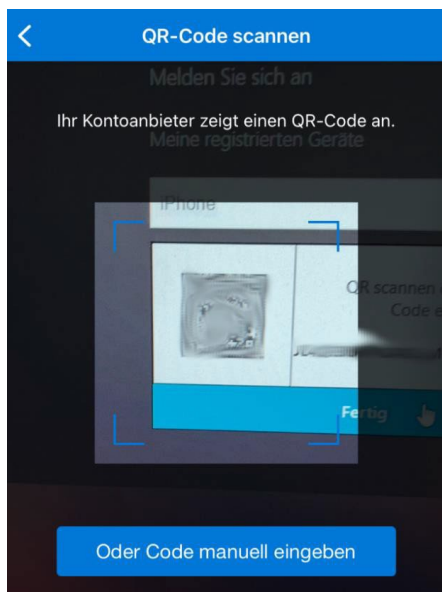 QR-Code scannen
Melden Sie sich an
Ihr Kontoanbieter zeigt einen QR-Code an.
Meine registrierten Geräte
iPhone
QR scannen
Code
Fertig
Oder Code manuell eingeben